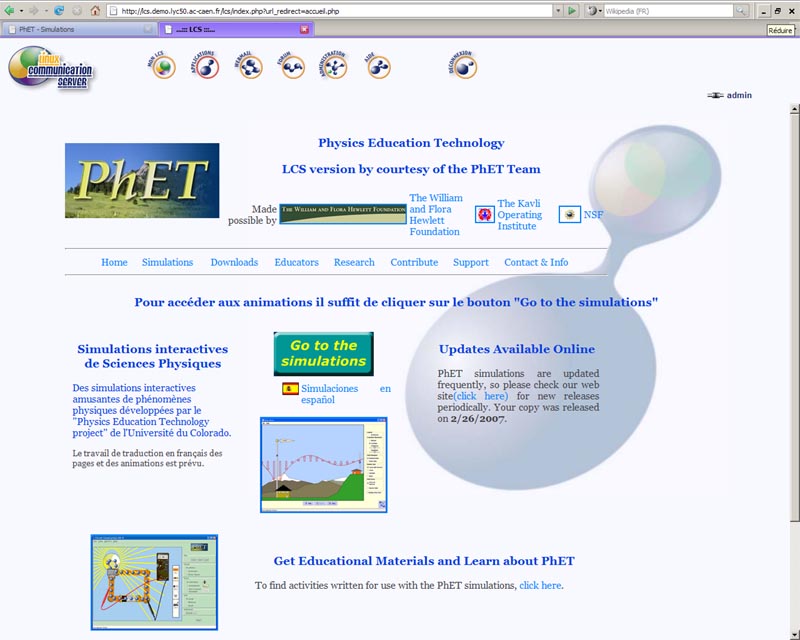 http://lcs.demo.lyc50.ac-caen.fr/lcs/index.php?url_redirect=accueil.php
Wikipedia (FR)
PhET - Simulations
...::: LCS :::...
Réduire
linux
communication
SERVER
MON LCS
APPLICATIONS
WEBMAIL
FORUM
ADMINISTRATION
AIDE
DECONNEXION
admin
PhET
Physics Education Technology
LCS version by courtesy of the PhET Team
Made
possible by
THE WILLIAM AND FLORA HEWLETT FOUNDATION
The William
and Flora
Hewlett
Foundation
The Kavli
Operating
Institute
NSF
Home Simulations Downloads Educators Research Contribute Support Contact & Info
Pour accéder aux animations il suffit de cliquer sur le bouton "Go to the simulations"
Simulations interactives
de Sciences Physiques
Des simulations interactives
amusantes de phénomènes
physiques développées par le
"Physics Education Technology
project" de l'Université du Colorado.
Le travail de traduction en français des
pages et des animations est prévu.
Go to the
simulations
Simulaciones en
español
Updates Available Online
PhET simulations are updated
frequently, so please check our web
site(click here) for new releases
periodically. Your copy was released
on 2/26/2007.
Get Educational Materials and Learn about PhET
To find activities written for use with the PhET simulations, click here.